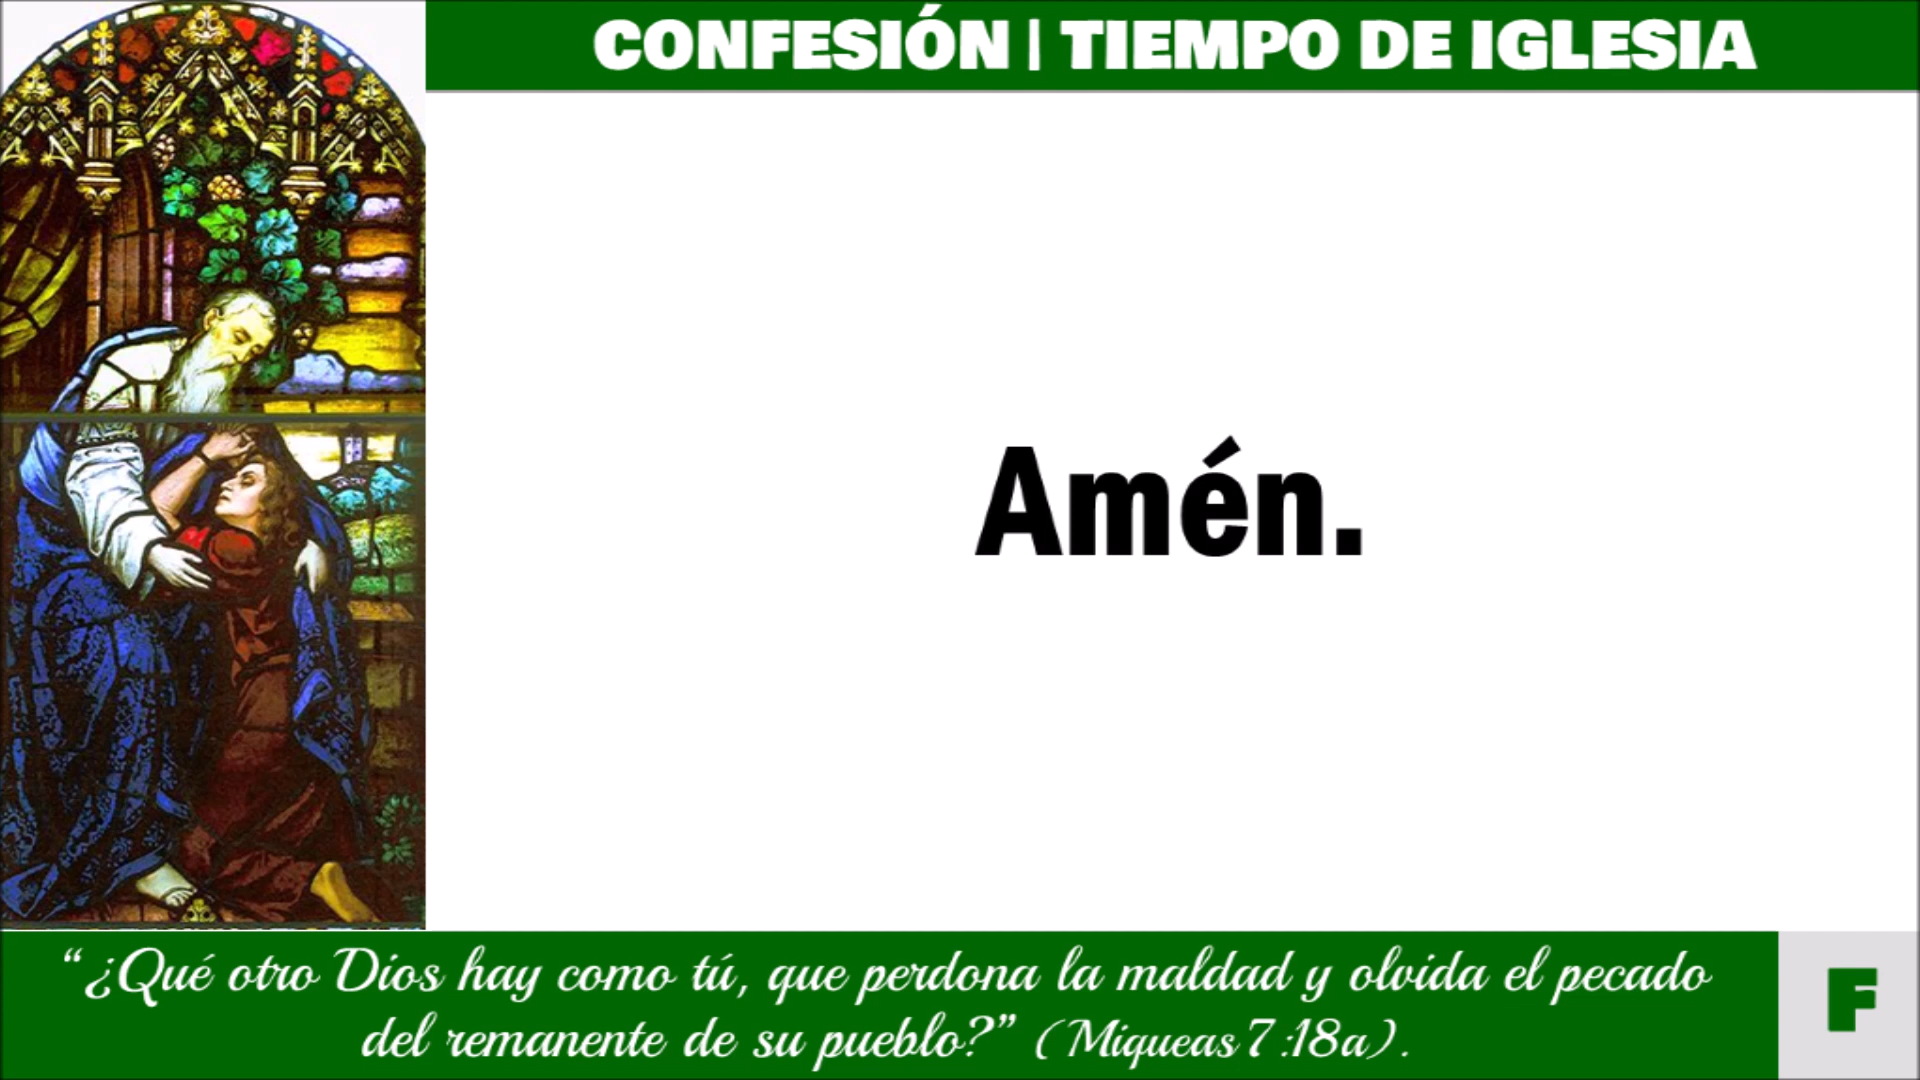 CONFESIÓN | TIEMPO DE IGLESIA
Amén.
“¿Qué otro Dios hay como tú, que perdona la maldad y olvida el pecado
del remanente de su pueblo?” (Miqueas 7:18a).
F